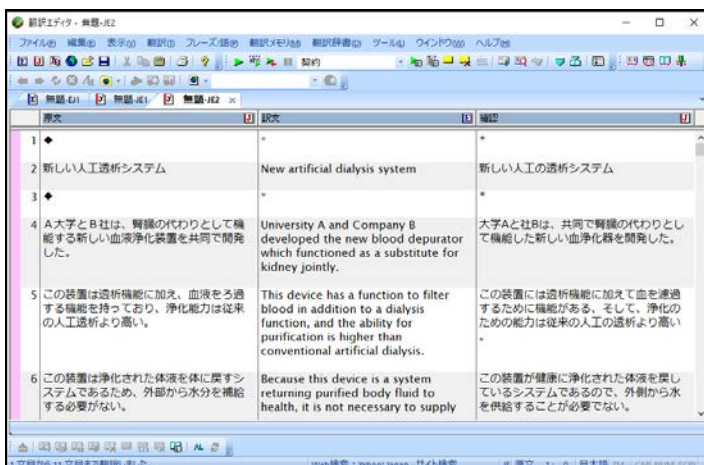 翻訳エディタ - 無題-JE2
ファイル(F) 編集(E) 表示(V) 翻訳(T) フレーズ/語(P) 翻訳メモリ(M) 翻訳辞書(D) ツール(L) ウインドウ(W) ヘルプ(H)
契約
無題-EJ1 無題-JE1 無題-JE2 ×
原文 J 訳文 E 確認 J
1 ◆ * *
2 新しい人工透析システム New artificial dialysis system 新しい人工の透析システム
3 ◆ * *
4 A大学とB社は、腎臓の代わりとして機 University A and Company B 大学Aと社Bは、共同で腎臓の代わりとし
能する新しい血液浄化装置を共同で開発 developed the new blood depurator て機能した新しい血浄化器を開発した。
した。 which functioned as a substitute for
kidney jointly.
5 この装置は透析機能に加え、血液をろ過 This device has a function to filter この装置には透析機能に加えて血を濾過
する機能を持っており、浄化能力は従来 blood in addition to a dialysis するために機能がある、そして、浄化の
の人工透析より高い。 function, and the ability for ための能力は従来の人工の透析より高い
purification is higher than 。
conventional artificial dialysis.
6 この装置は浄化された体液を体に戻すシ Because this device is a system この装置が健康に浄化された体液を戻し
ステムであるため、外部から水分を補給 returning purified body fluid to ているシステムであるので、外側から水
する必要がない。 health, it is not necessary to supply を供給することが必要でない。